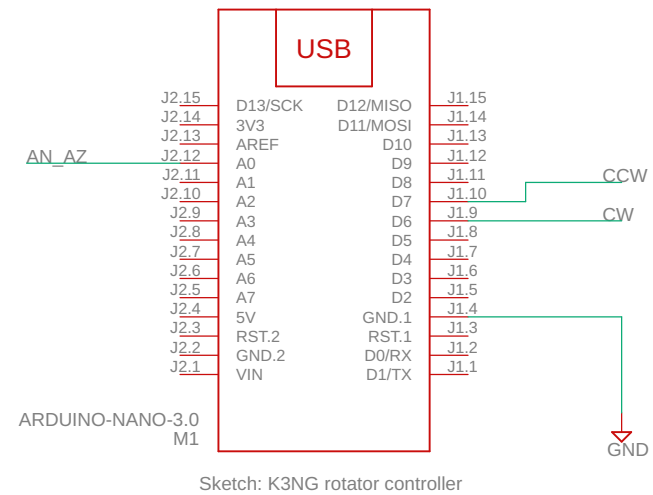 USB
J2.15 D13/SCK D12/MISO J1.15
J2.14 3V3 D11/MOSI J1.14
J2.13 AREF D10 J1.13
AN_AZ J2.12 A0 D9 J1.12
J2.11 A1 D8 J1.11 CCW
J2.10 A2 D7 J1.10
J2.9 A3 D6 J1.9 CW
J2.8 A4 D5 J1.8
J2.7 A5 D4 J1.7
J2.6 A6 D3 J1.6
J2.5 A7 D2 J1.5
J2.4 5V GND.1 J1.4
J2.3 RST.2 RST.1 J1.3
J2.2 GND.2 D0/RX J1.2
J2.1 VIN D1/TX J1.1
ARDUINO-NANO-3.0
M1
GND
Sketch: K3NG rotator controller